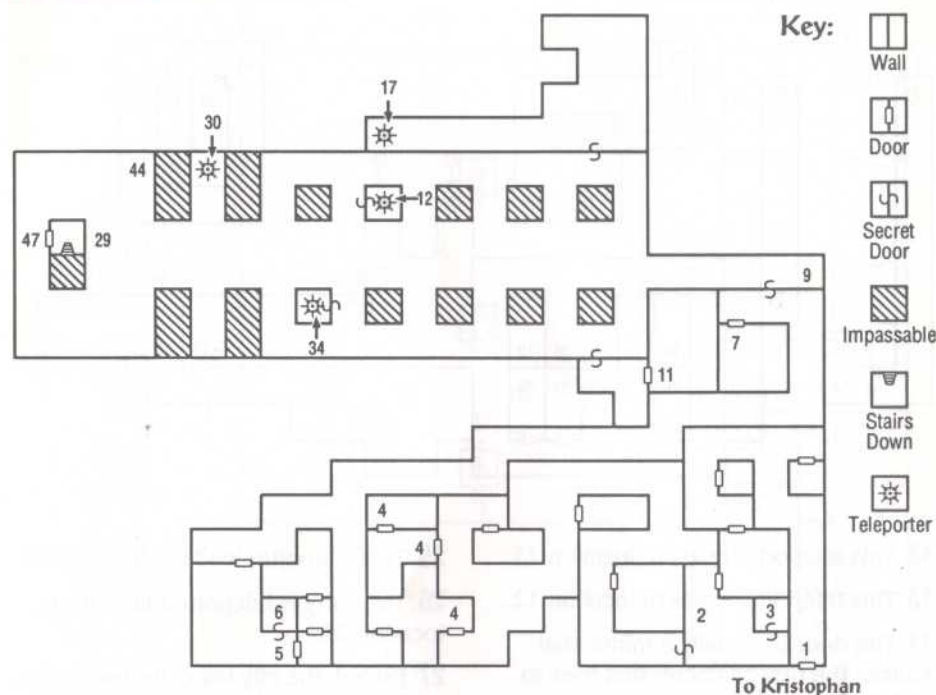 Key:
Wall
Door
Secret
Door
Impassable
Stairs
Down
Teleporter
17
30
44
12
47
29
9
34
7
11
4
4
4
6
5
2
3
1
To Kristophan